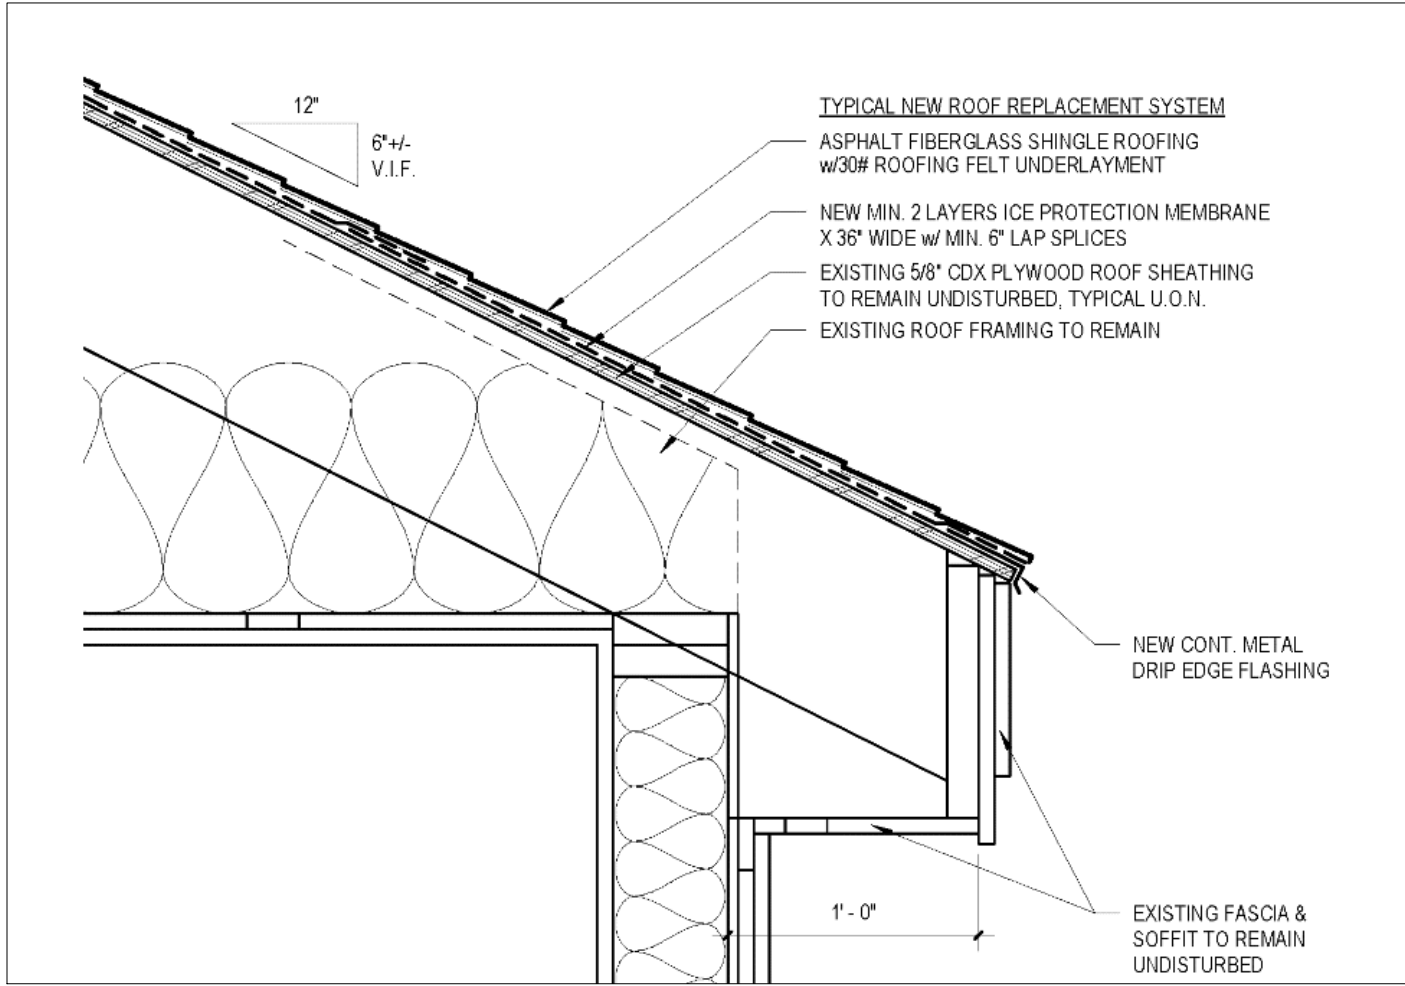 12"
6"+/-
V.I.F.
TYPICAL NEW ROOF REPLACEMENT SYSTEM
ASPHALT FIBERGLASS SHINGLE ROOFING
w/30# ROOFING FELT UNDERLAYMENT
NEW MIN. 2 LAYERS ICE PROTECTION MEMBRANE
X 36" WIDE w/ MIN. 6" LAP SPLICES
EXISTING 5/8" CDX PLYWOOD ROOF SHEATHING
TO REMAIN UNDISTURBED, TYPICAL U.O.N.
EXISTING ROOF FRAMING TO REMAIN
NEW CONT. METAL
DRIP EDGE FLASHING
1' - 0"
EXISTING FASCIA &
SOFFIT TO REMAIN
UNDISTURBED